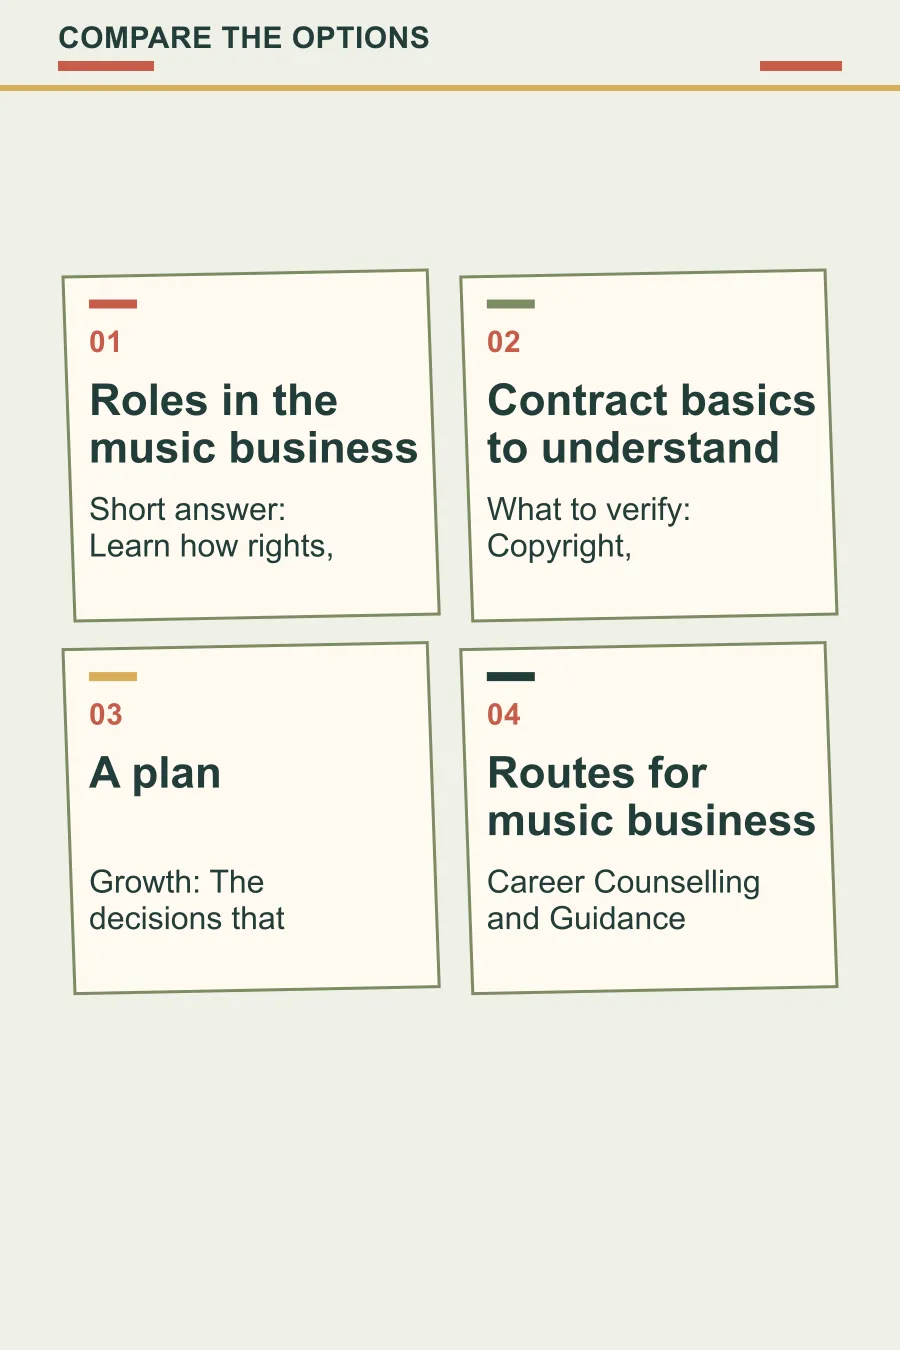 COMPARE THE OPTIONS
01
Roles in the
music business
Short answer:
Learn how rights,
02
Contract basics
to understand
What to verify:
Copyright,
03
A plan
Growth: The
decisions that
04
Routes for
music business
Career Counselling
and Guidance